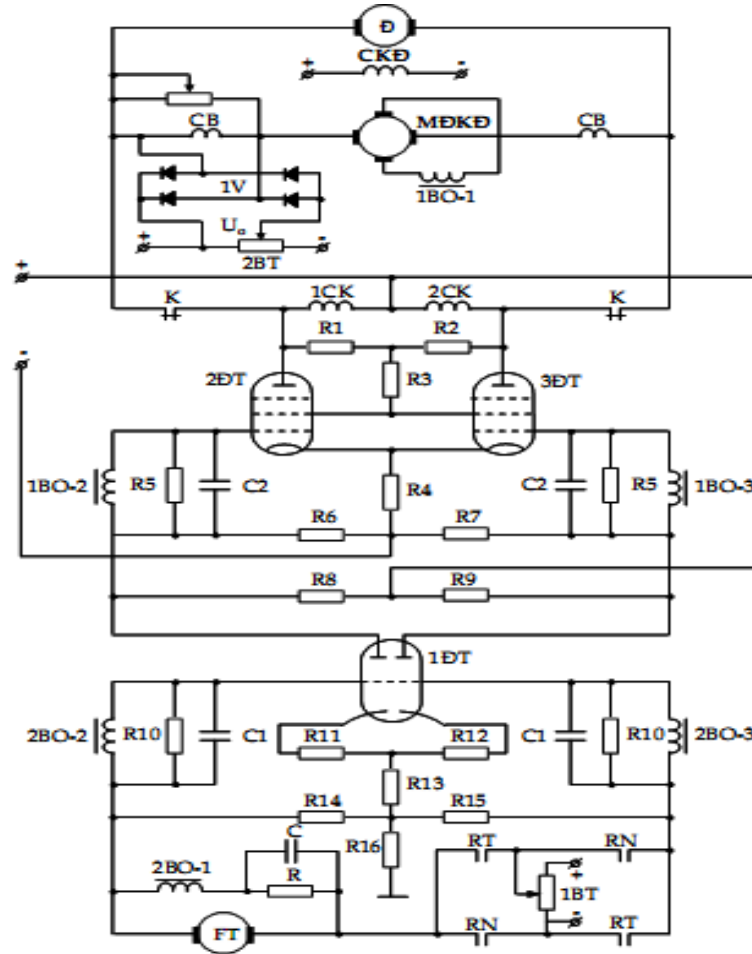 Đ
+ CKĐ -
CB MĐKĐ CB
1V
1BO-1
+ Uα -
2BT
+
K 1CK 2CK K
R1 R2
-
2ĐT R3 3ĐT
1BO-2 R5 C2 R4 C2 R5 1BO-3
R6 R7
R8 R9
1ĐT
2BO-2 R10 C1 R11 R12 C1 R10 2BO-3
R13
R14 R15
C R16 RT RN
2BO-1 +
R 1BT
-
FT RN RT